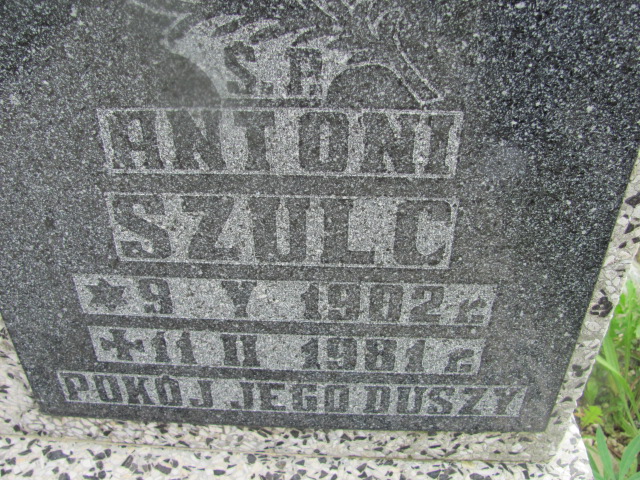 Ś.P.
ANTONI
SZULC
* 9 V 1902 r.
+ 11 II 1981 r.
POKÓJ JEGO DUSZY